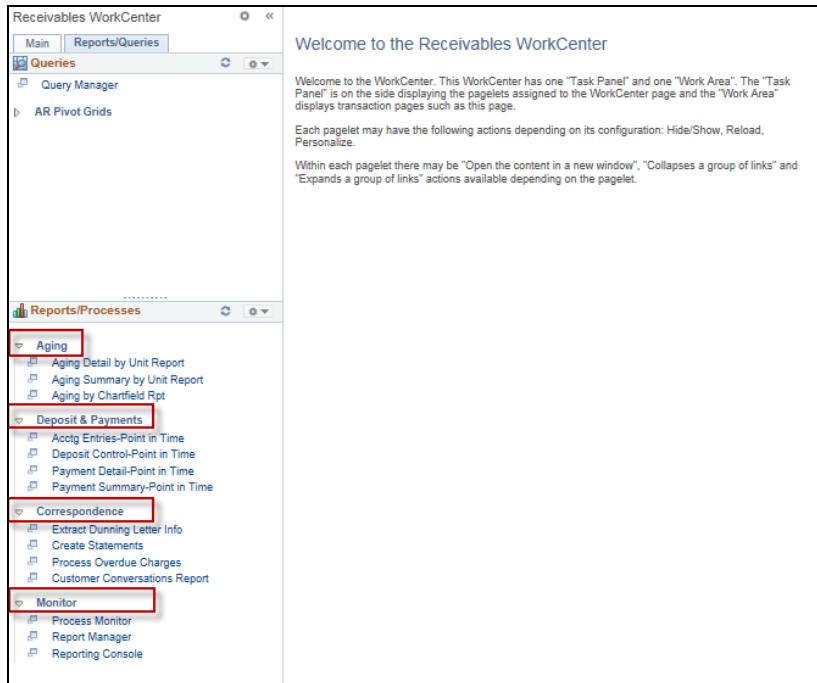 Receivables WorkCenter
Main
Reports/Queries
Queries
Query Manager
AR Pivot Grids
Reports/Processes
Aging
Aging Detail by Unit Report
Aging Summary by Unit Report
Aging by Chartfield Rpt
Deposit & Payments
Acctg Entries-Point in Time
Deposit Control-Point in Time
Payment Detail-Point in Time
Payment Summary-Point in Time
Correspondence
Extract Dunning Letter Info
Create Statements
Process Overdue Charges
Customer Conversations Report
Monitor
Process Monitor
Report Manager
Reporting Console
Welcome to the Receivables WorkCenter
Welcome to the WorkCenter. This WorkCenter has one "Task Panel" and one "Work Area". The "Task
Panel" is on the side displaying the pagelets assigned to the WorkCenter page and the "Work Area"
displays transaction pages such as this page.
Each pagelet may have the following actions depending on its configuration: Hide/Show, Reload,
Personalize.
Within each pagelet there may be "Open the content in a new window", "Collapses a group of links" and
"Expands a group of links" actions available depending on the pagelet.